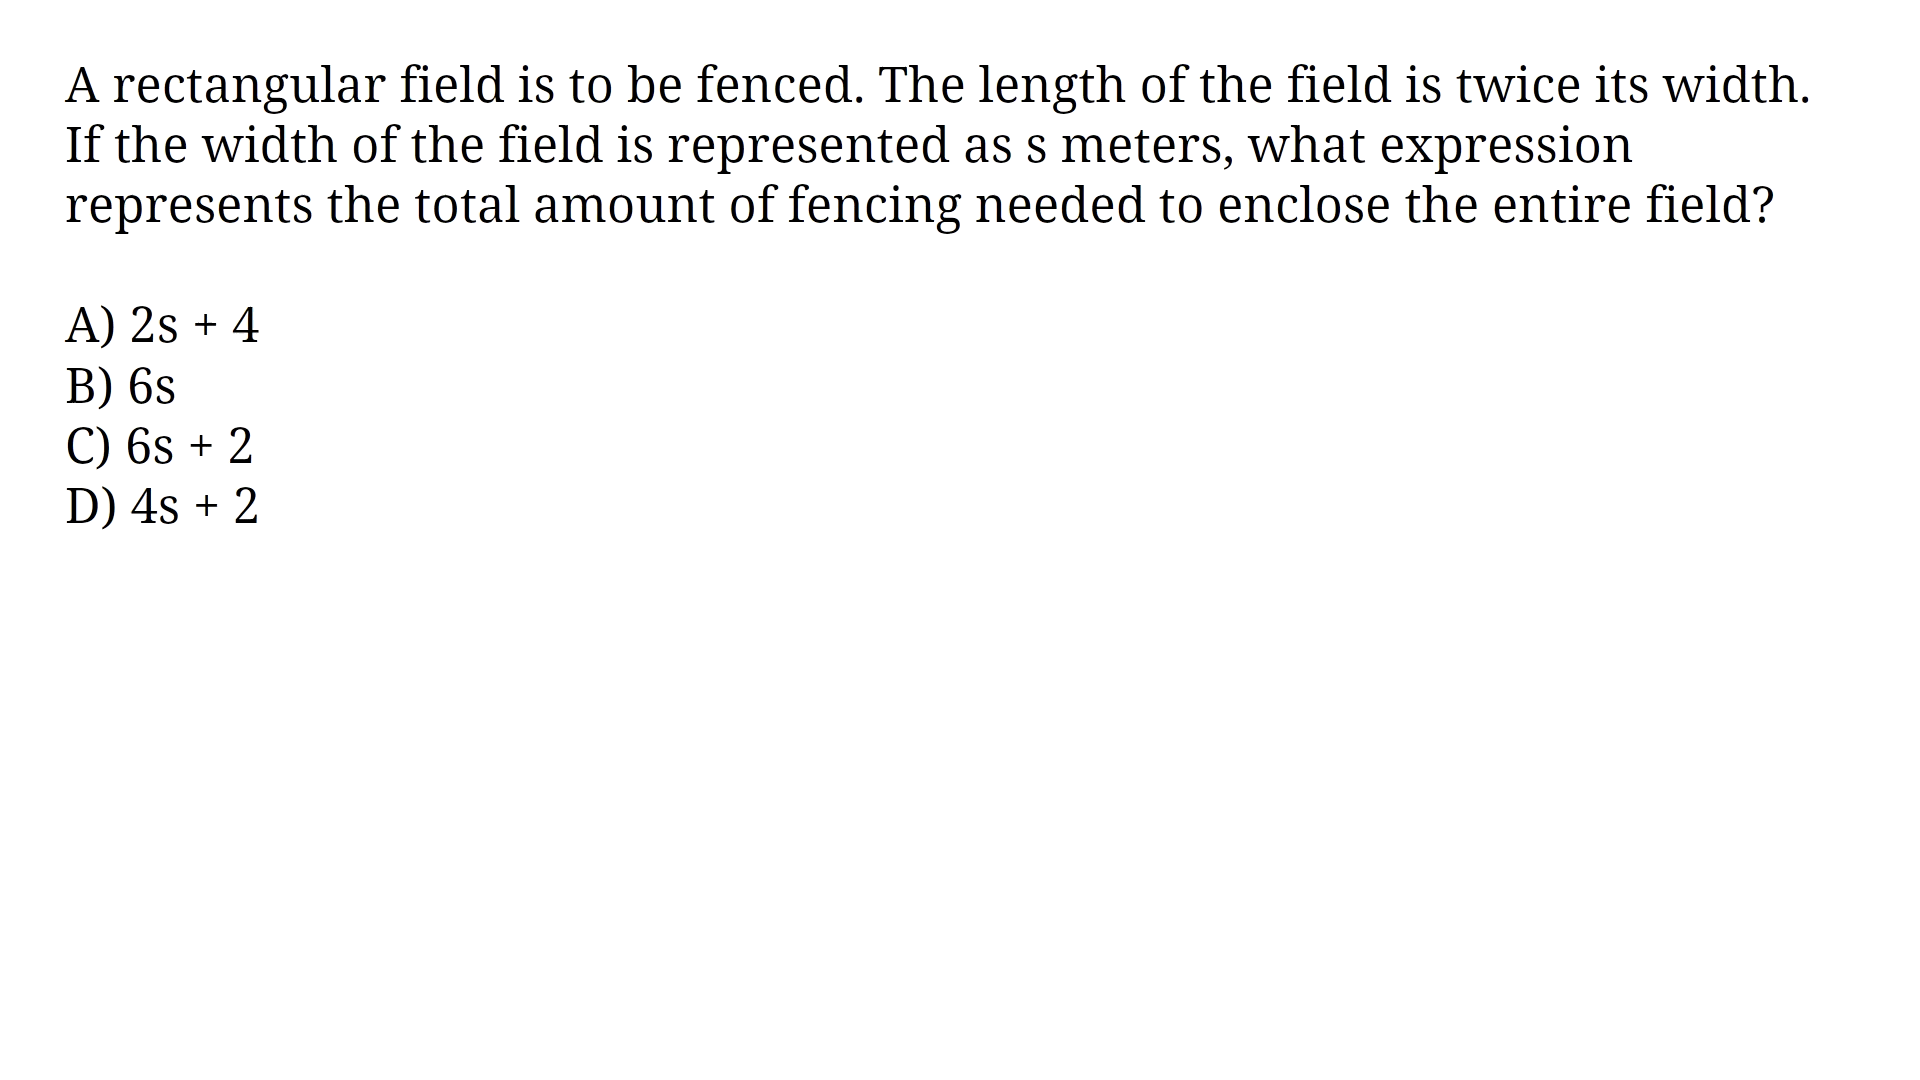 A rectangular field is to be fenced. The length of the field is twice its width.
If the width of the field is represented as s meters, what expression
represents the total amount of fencing needed to enclose the entire field?
A) 2s + 4
B) 6s
C) 6s + 2
D) 4s + 2